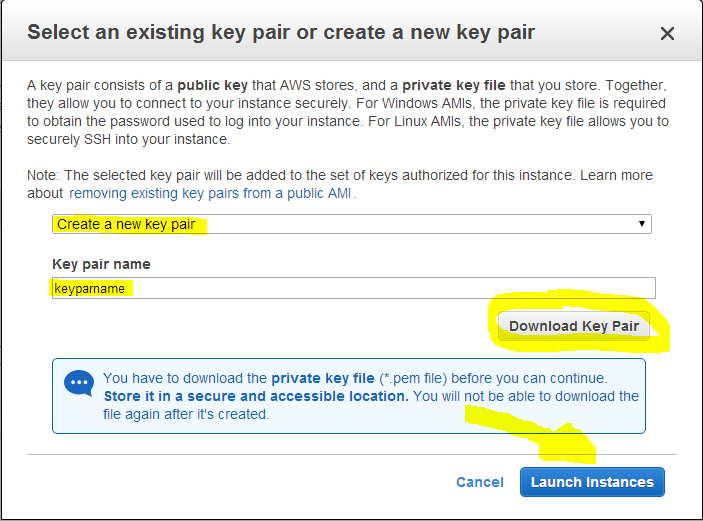 Select an existing key pair or create a new key pair
A key pair consists of a public key that AWS stores, and a private key file that you store. Together,
they allow you to connect to your instance securely. For Windows AMIs, the private key file is required
to obtain the password used to log into your instance. For Linux AMIs, the private key file allows you to
securely SSH into your instance.
Note: The selected key pair will be added to the set of keys authorized for this instance. Learn more
about removing existing key pairs from a public AMI.
Create a new key pair
Key pair name
keyparname
Download Key Pair
You have to download the private key file (*.pem file) before you can continue.
Store it in a secure and accessible location. You will not be able to download the
file again after it's created.
Cancel Launch Instances